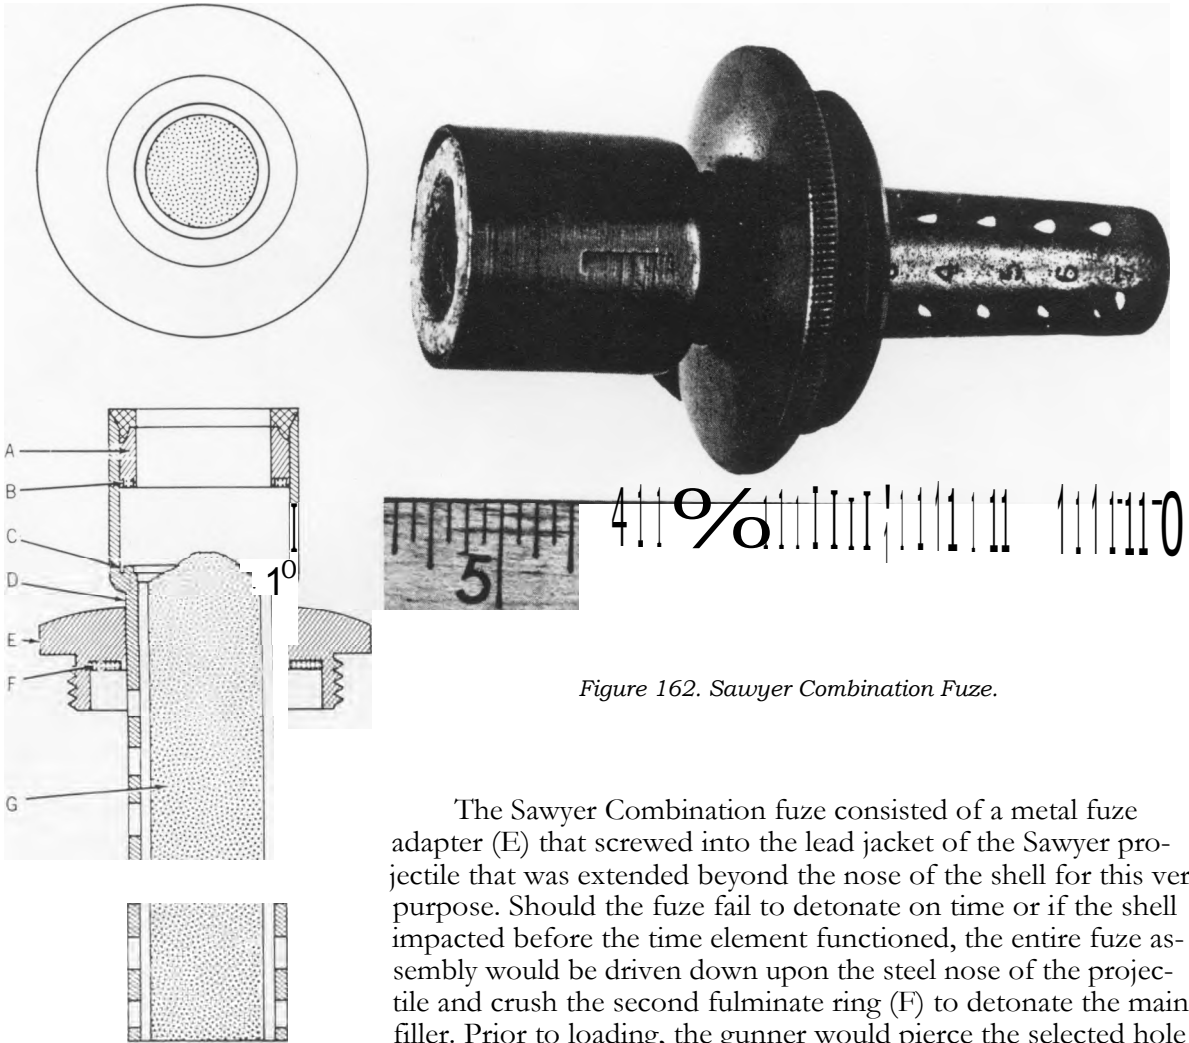 A
B
C
D
E
F
G
1⁰
4 5 6 7
5
%
Figure 162. Sawyer Combination Fuze.
The Sawyer Combination fuze consisted of a metal fuze
adapter (E) that screwed into the lead jacket of the Sawyer pro-
jectile that was extended beyond the nose of the shell for this ver
purpose. Should the fuze fail to detonate on time or if the shell
impacted before the time element functioned, the entire fuze as-
sembly would be driven down upon the steel nose of the projec-
tile and crush the second fulminate ring (F) to detonate the main
filler. Prior to loading, the gunner would pierce the selected hole